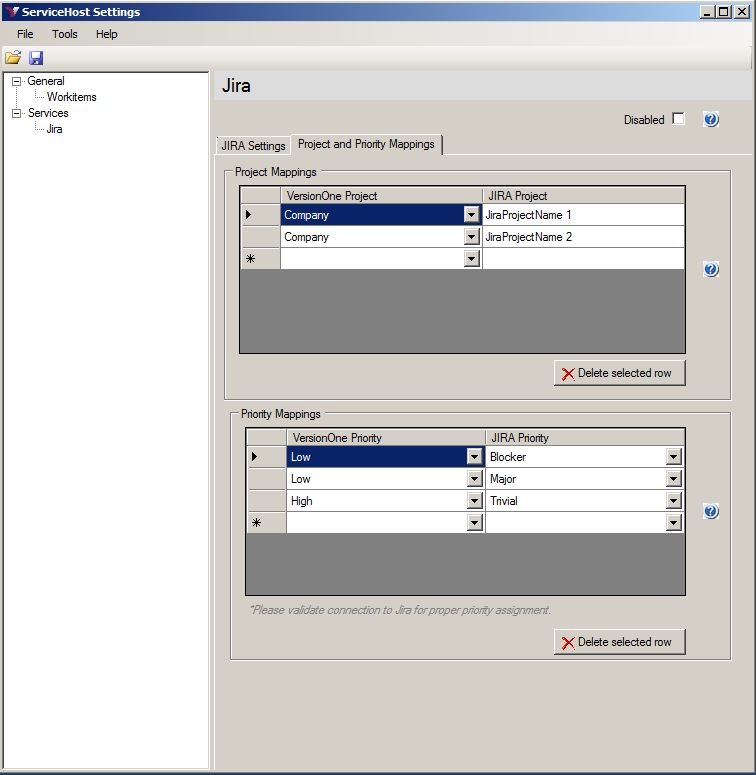 ServiceHost Settings
File Tools Help
General
Workitems
Services
Jira
Jira
Disabled
JIRA Settings Project and Priority Mappings
Project Mappings
VersionOne Project JIRA Project
Company JiraProjectName 1
Company JiraProjectName 2
Delete selected row
Priority Mappings
VersionOne Priority JIRA Priority
Low Blocker
Low Major
High Trivial
*Please validate connection to Jira for proper priority assignment.
Delete selected row